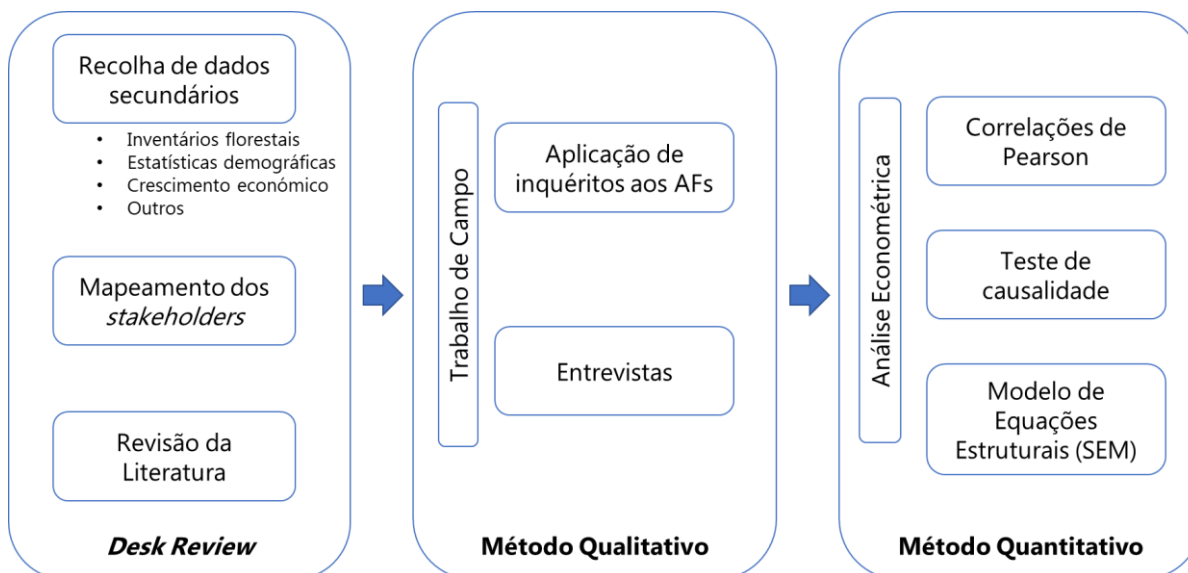 Recolha de dados
secundários
• Inventários florestais
• Estatísticas demográficas
• Crescimento económico
• Outros
Mapeamento dos
stakeholders
Revisão da
Literatura
Desk Review
Trabalho de Campo
Aplicação de
inquéritos aos AFs
Entrevistas
Método Qualitativo
Análise Econométrica
Correlações de
Pearson
Teste de
causalidade
Modelo de
Equações
Estruturais (SEM)
Método Quantitativo